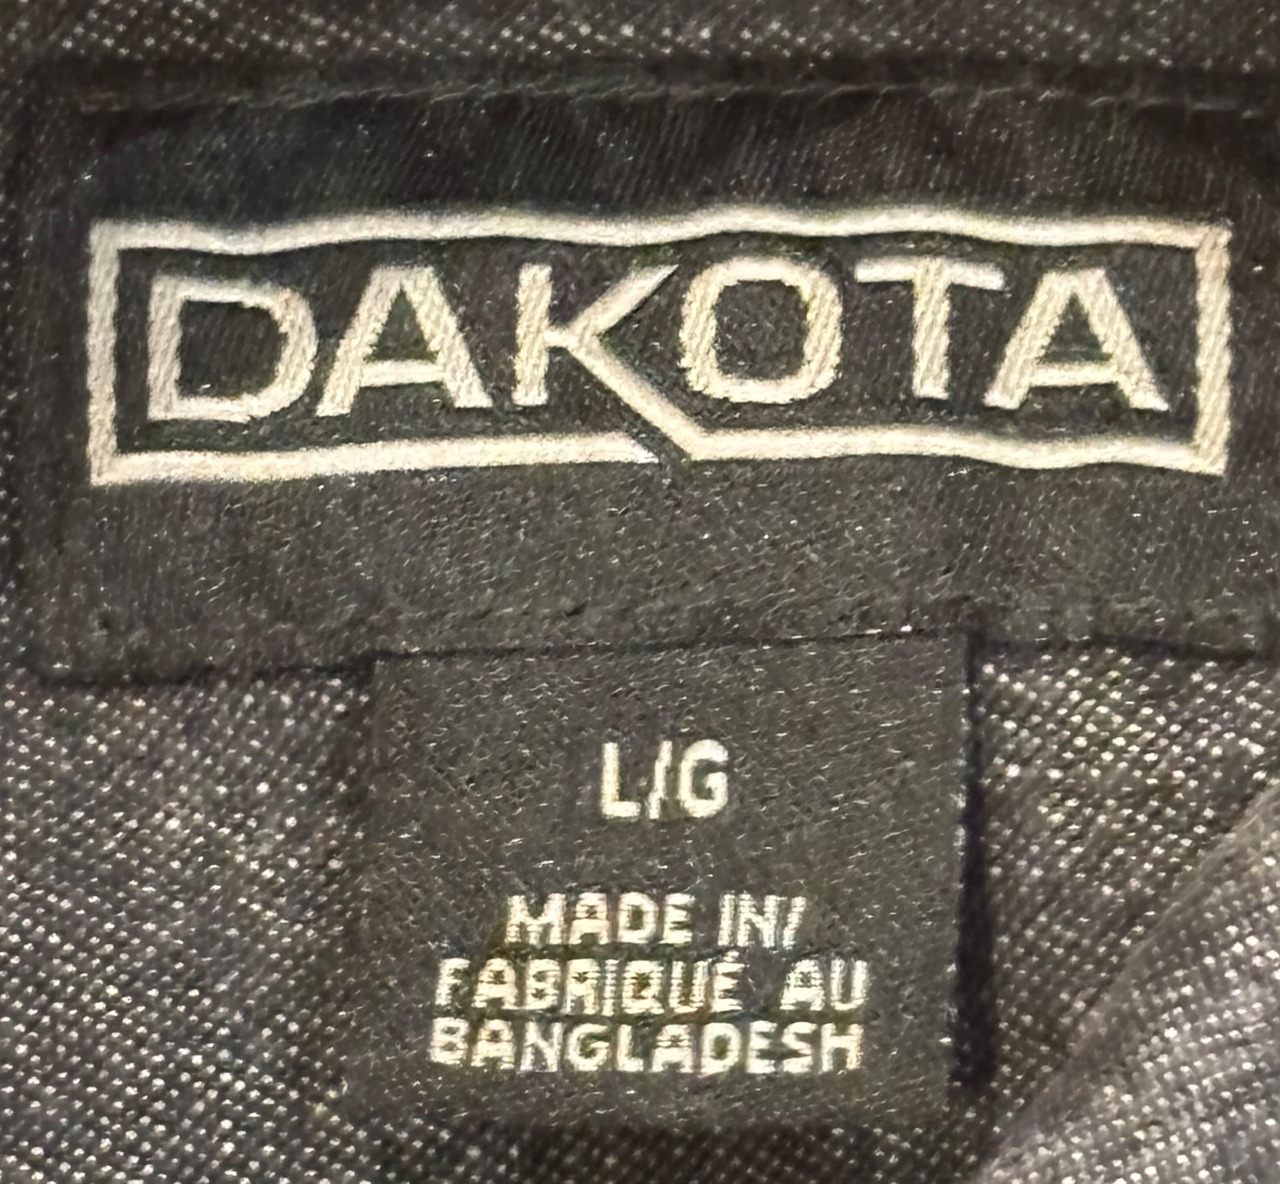 DAKOTA
L/G
MADE IN/
FABRIQUÉ AU
BANGLADESH